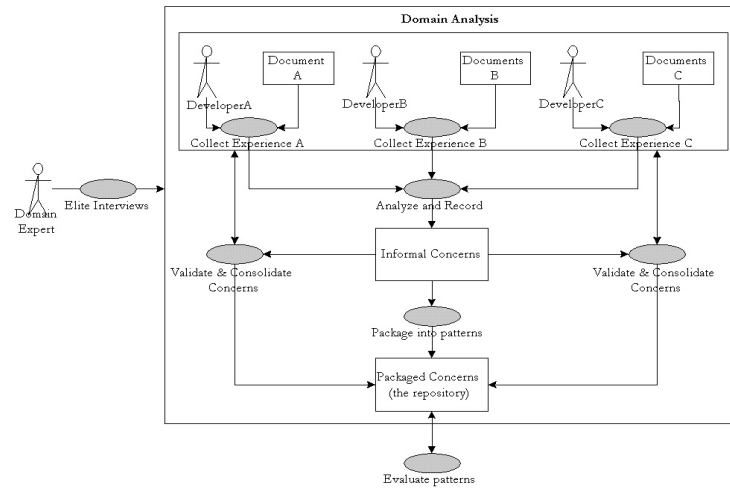 Domain Analysis
Document
A
Documents
B
Documents
C
DeveloperA
DeveloperB
DeveloperC
Collect Experience A
Collect Experience B
Collect Experience C
Domain
Expert
Elite Interviews
Analyze and Record
Informal Concerns
Validate & Consolidate
Concerns
Validate & Consolidate
Concerns
Package into patterns
Packaged Concerns
(the repository)
Evaluate patterns